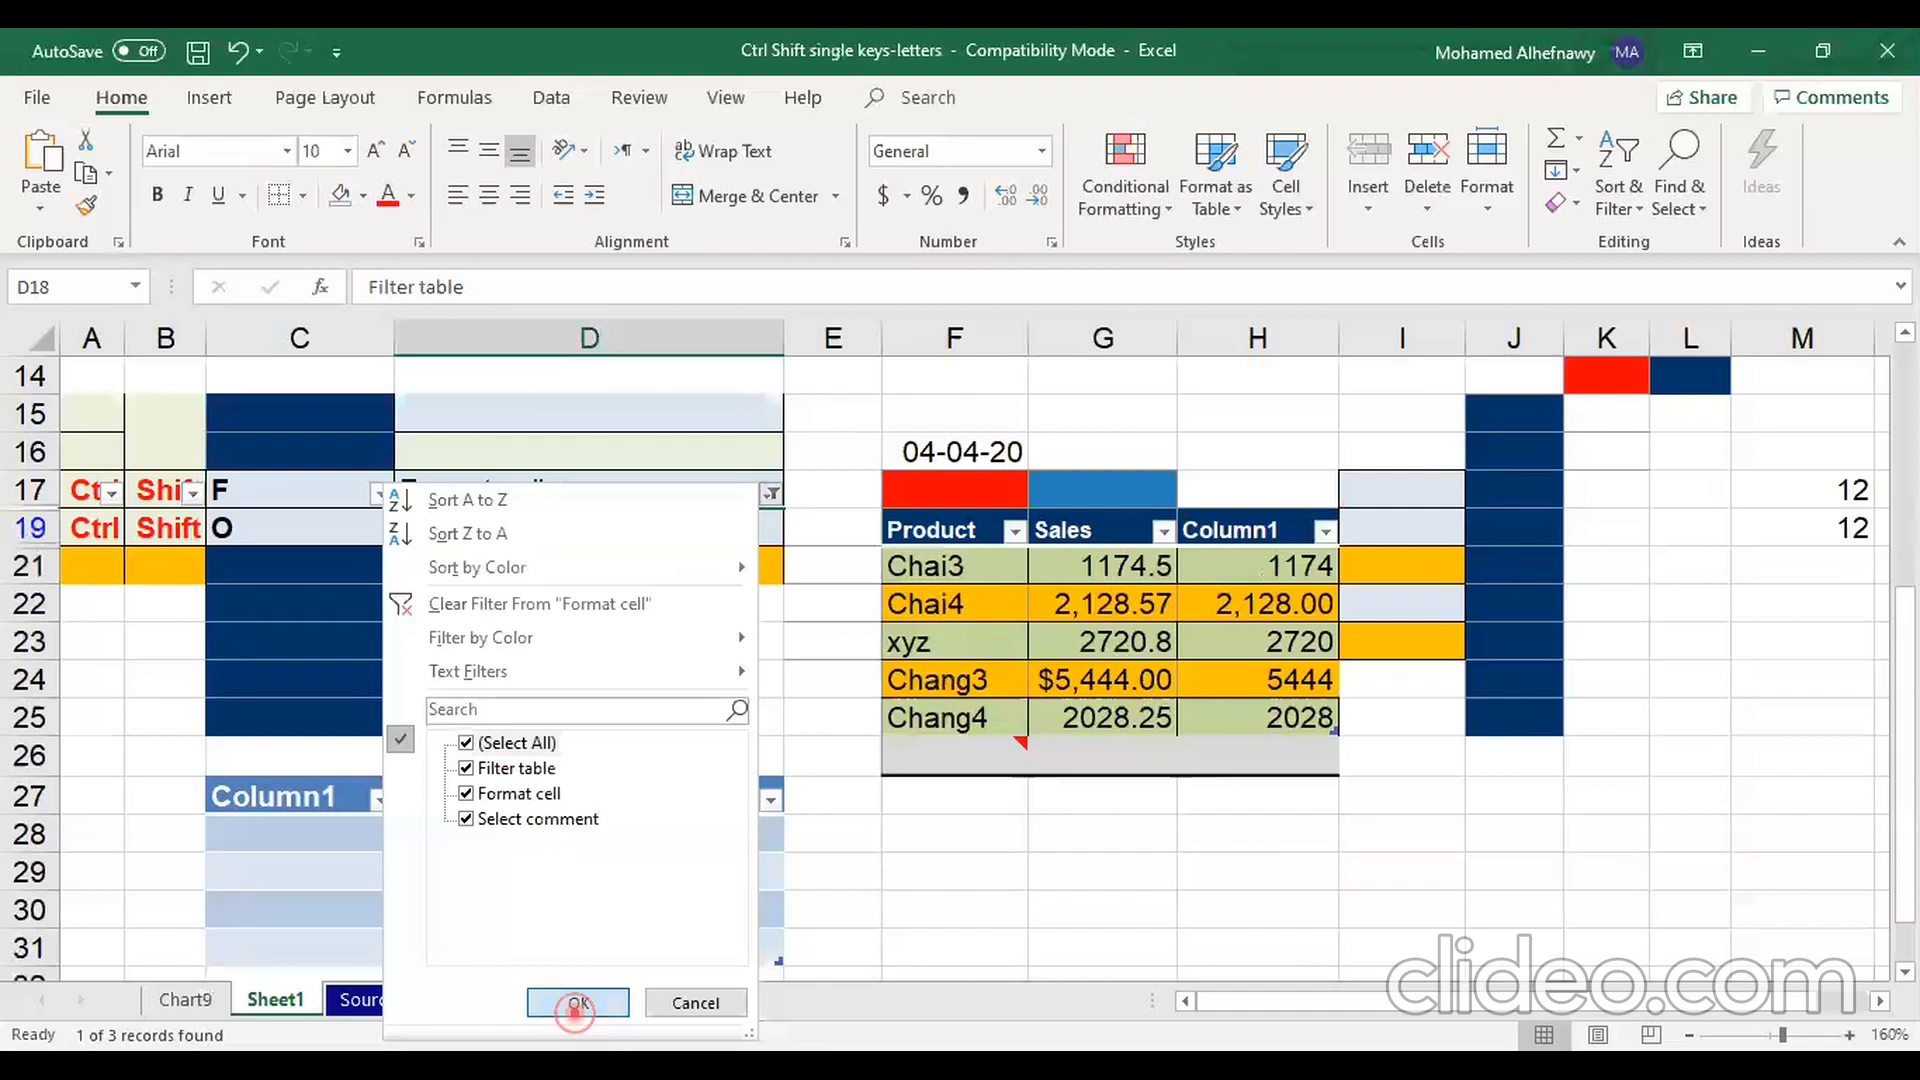 AutoSave Off
Ctrl Shift single keys-letters - Compatibility Mode - Excel
Mohamed Alhefnawy MA
File Home Insert Page Layout Formulas Data Review View Help Search
Share Comments
Paste
Clipboard
Arial 10
B I U A
Font
Wrap Text
Merge & Center
Alignment
General
$ % 9
Number
Conditional Formatting
Format as Table
Cell Styles
Styles
Insert Delete Format
Cells
Sort & Filter
Find & Select
Editing
Ideas
Ideas
D18 fx Filter table
A B C D E F G H I J K L M
14
15
16 04-04-20
17 F 12
19 Ctrl Shift O Product Sales Column1 12
21 Chai3 1174.5 1174
22 Chai4 2,128.57 2,128.00
23 xyz 2720.8 2720
24 Chang3 $5,444.00 5444
25 Chang4 2028.25 2028
26
27 Column1
28
29
30
31
Sort A to Z
Sort Z to A
Sort by Color
Clear Filter From "Format cell"
Filter by Color
Text Filters
Search
(Select All)
Filter table
Format cell
Select comment
OK Cancel
Chart9 Sheet1 Sourc
Ready 1 of 3 records found
160%
clideo.com